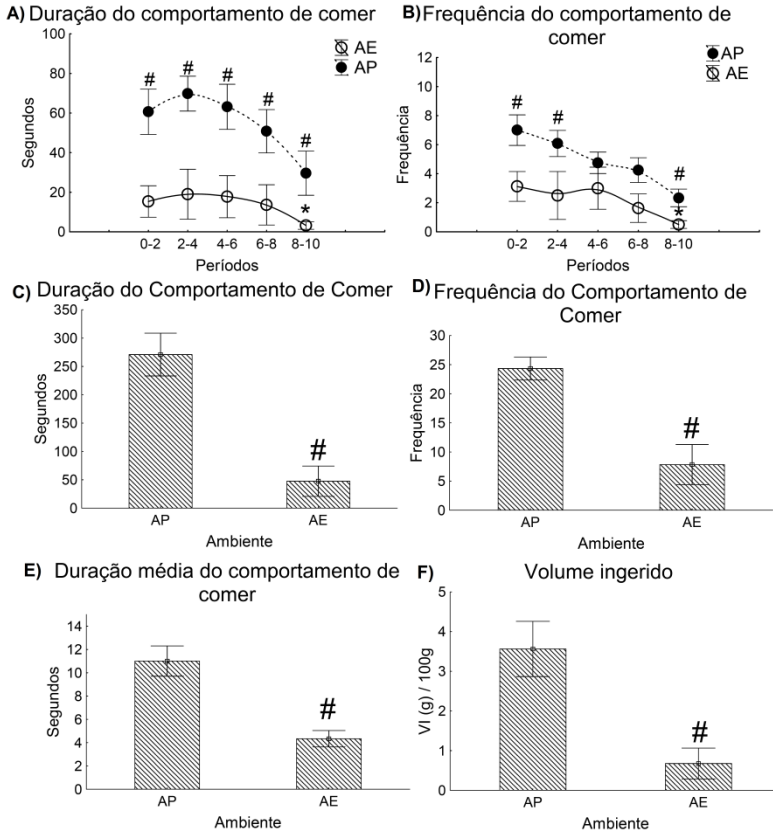 A) Duração do comportamento de comer
AE
AP
100
80
60
40
20
0
Segundos
# # # # #
*
0-2 2-4 4-6 6-8 8-10
Períodos
B) Frequência do comportamento de
comer
AP
AE
12
10
8
6
4
2
0
Frequência
# # #
*
0-2 2-4 4-6 6-8 8-10
Períodos
C) Duração do Comportamento de Comer
350
300
250
200
150
100
50
0
Segundos
#
AP AE
Ambiente
D) Frequência do Comportamento de
Comer
30
25
20
15
10
5
0
Frequência
#
AP AE
Ambiente
E) Duração média do comportamento de
comer
14
12
10
8
6
4
2
0
Segundos
#
AP AE
Ambiente
F) Volume ingerido
5
4
3
2
1
0
VI (g) / 100g
#
AP AE
Ambiente